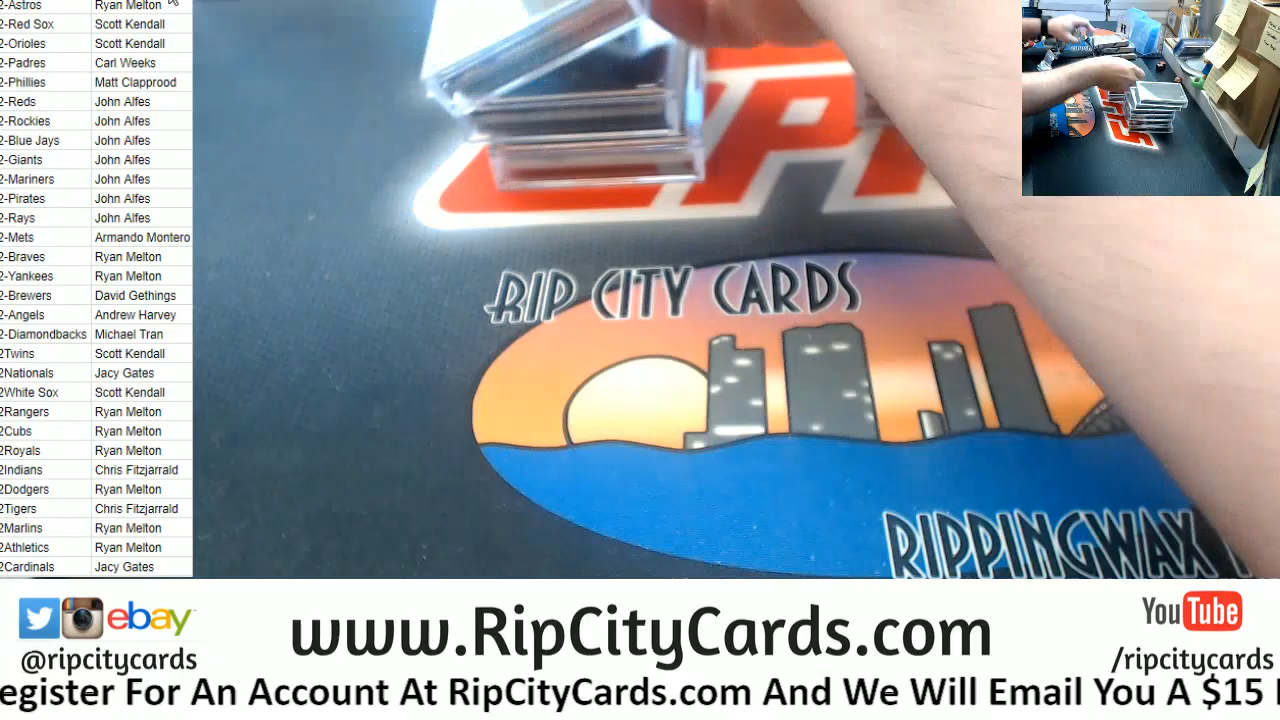 2-Astros Ryan Melton
2-Red Sox Scott Kendall
2-Orioles Scott Kendall
2-Padres Carl Weeks
2-Phillies Matt Clapprood
2-Reds John Alfes
2-Rockies John Alfes
2-Blue Jays John Alfes
2-Giants John Alfes
2-Mariners John Alfes
2-Pirates John Alfes
2-Rays John Alfes
2-Mets Armando Montero
2-Braves Ryan Melton
2-Yankees Ryan Melton
2-Brewers David Gethings
2-Angels Andrew Harvey
2-Diamondbacks Michael Tran
2Twins Scott Kendall
2Nationals Jacy Gates
2White Sox Scott Kendall
2Rangers Ryan Melton
2Cubs Ryan Melton
2Royals Ryan Melton
2Indians Chris Fitzjarrald
2Dodgers Ryan Melton
2Tigers Chris Fitzjarrald
2Marlins Ryan Melton
2Athletics Ryan Melton
2Cardinals Jacy Gates
RIP CITY CARDS
RIPPINGWAX
ebay
@ripcitycards
www.RipCityCards.com
YouTube
/ripcitycards
egister For An Account At RipCityCards.com And We Will Email You A $15